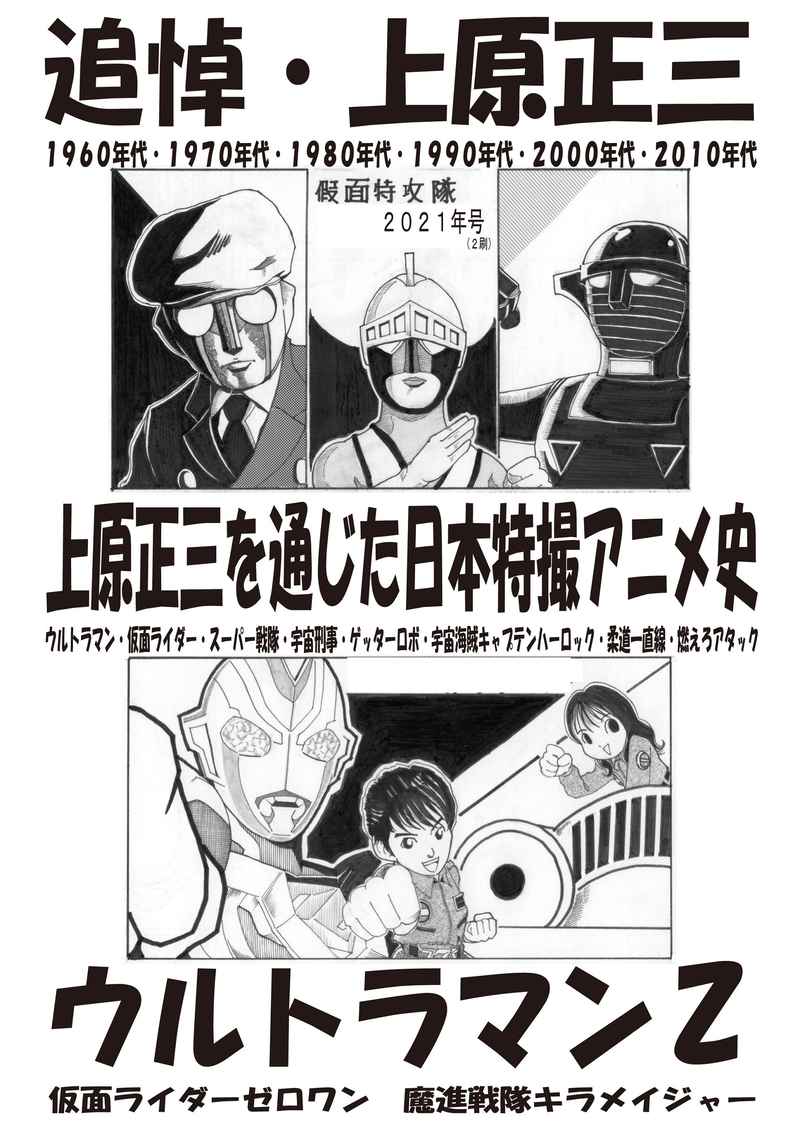 追悼・上原正三
1960年代・1970年代・1980年代・1990年代・2000年代・2010年代
假面特攻隊
2021年号
(2刷)
上原正三を通じた日本特撮アニメ史
ウルトラマン・仮面ライダー・スーパー戦隊・宇宙刑事・ゲッターロボ・宇宙海賊キャプテンハーロック・柔道一直線・燃えろアタック
ウルトラマンZ
仮面ライダーゼロワン　魔進戦隊キラメイジャー